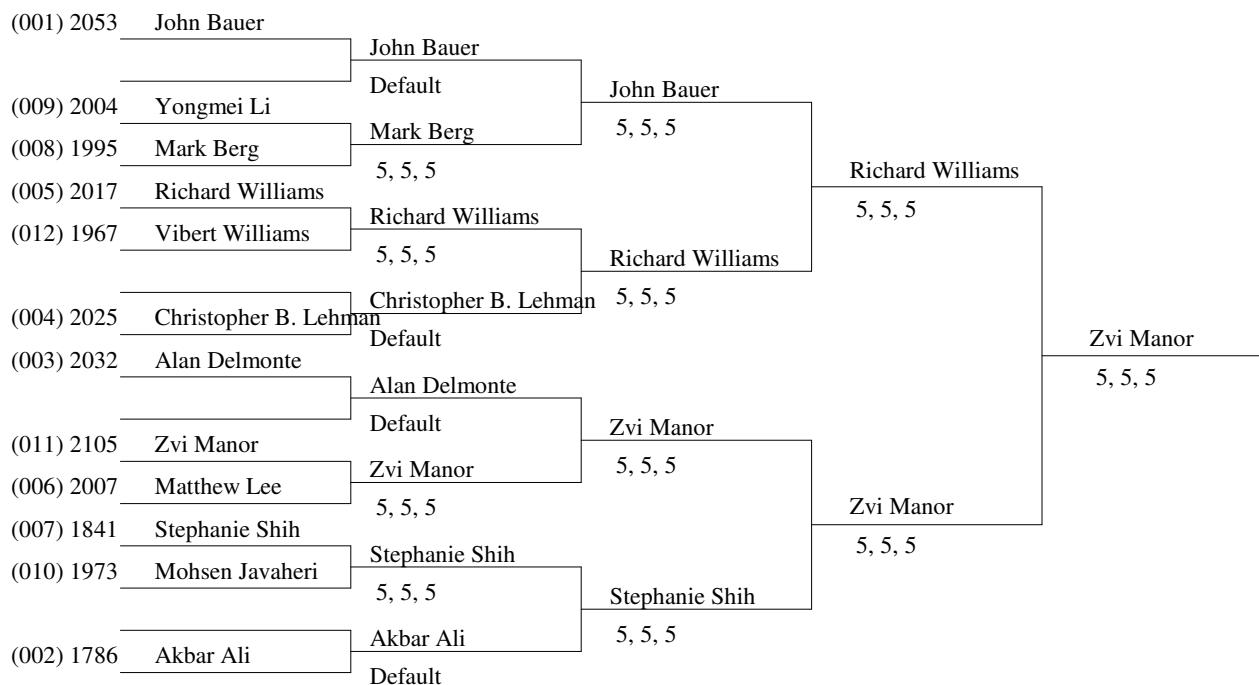 (001) 2053 John Bauer
John Bauer
Default
John Bauer
(009) 2004 Yongmei Li
5, 5, 5
Mark Berg
(008) 1995 Mark Berg
5, 5, 5
Richard Williams
(005) 2017 Richard Williams
5, 5, 5
Richard Williams
(012) 1967 Vibert Williams
5, 5, 5
Richard Williams
5, 5, 5
Christopher B. Lehman
(004) 2025 Christopher B. Lehman
Default
Zvi Manor
(003) 2032 Alan Delmonte
5, 5, 5
Alan Delmonte
Default
Zvi Manor
(011) 2105 Zvi Manor
5, 5, 5
Zvi Manor
(006) 2007 Matthew Lee
5, 5, 5
Zvi Manor
(007) 1841 Stephanie Shih
5, 5, 5
Stephanie Shih
(010) 1973 Mohsen Javaheri
5, 5, 5
Stephanie Shih
5, 5, 5
Akbar Ali
(002) 1786 Akbar Ali
Default